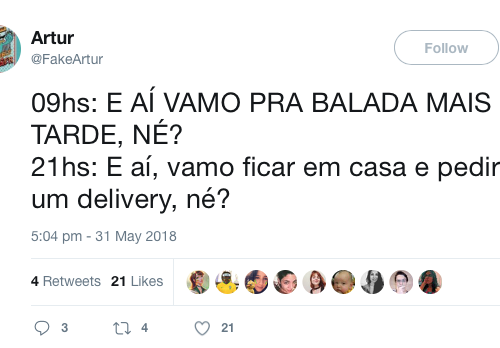 Artur
@FakeArtur
Follow
09hs: E AÍ VAMO PRA BALADA MAIS
TARDE, NÉ?
21hs: E aí, vamo ficar em casa e pedir
um delivery, né?
5:04 pm - 31 May 2018
4 Retweets 21 Likes
3 4 21